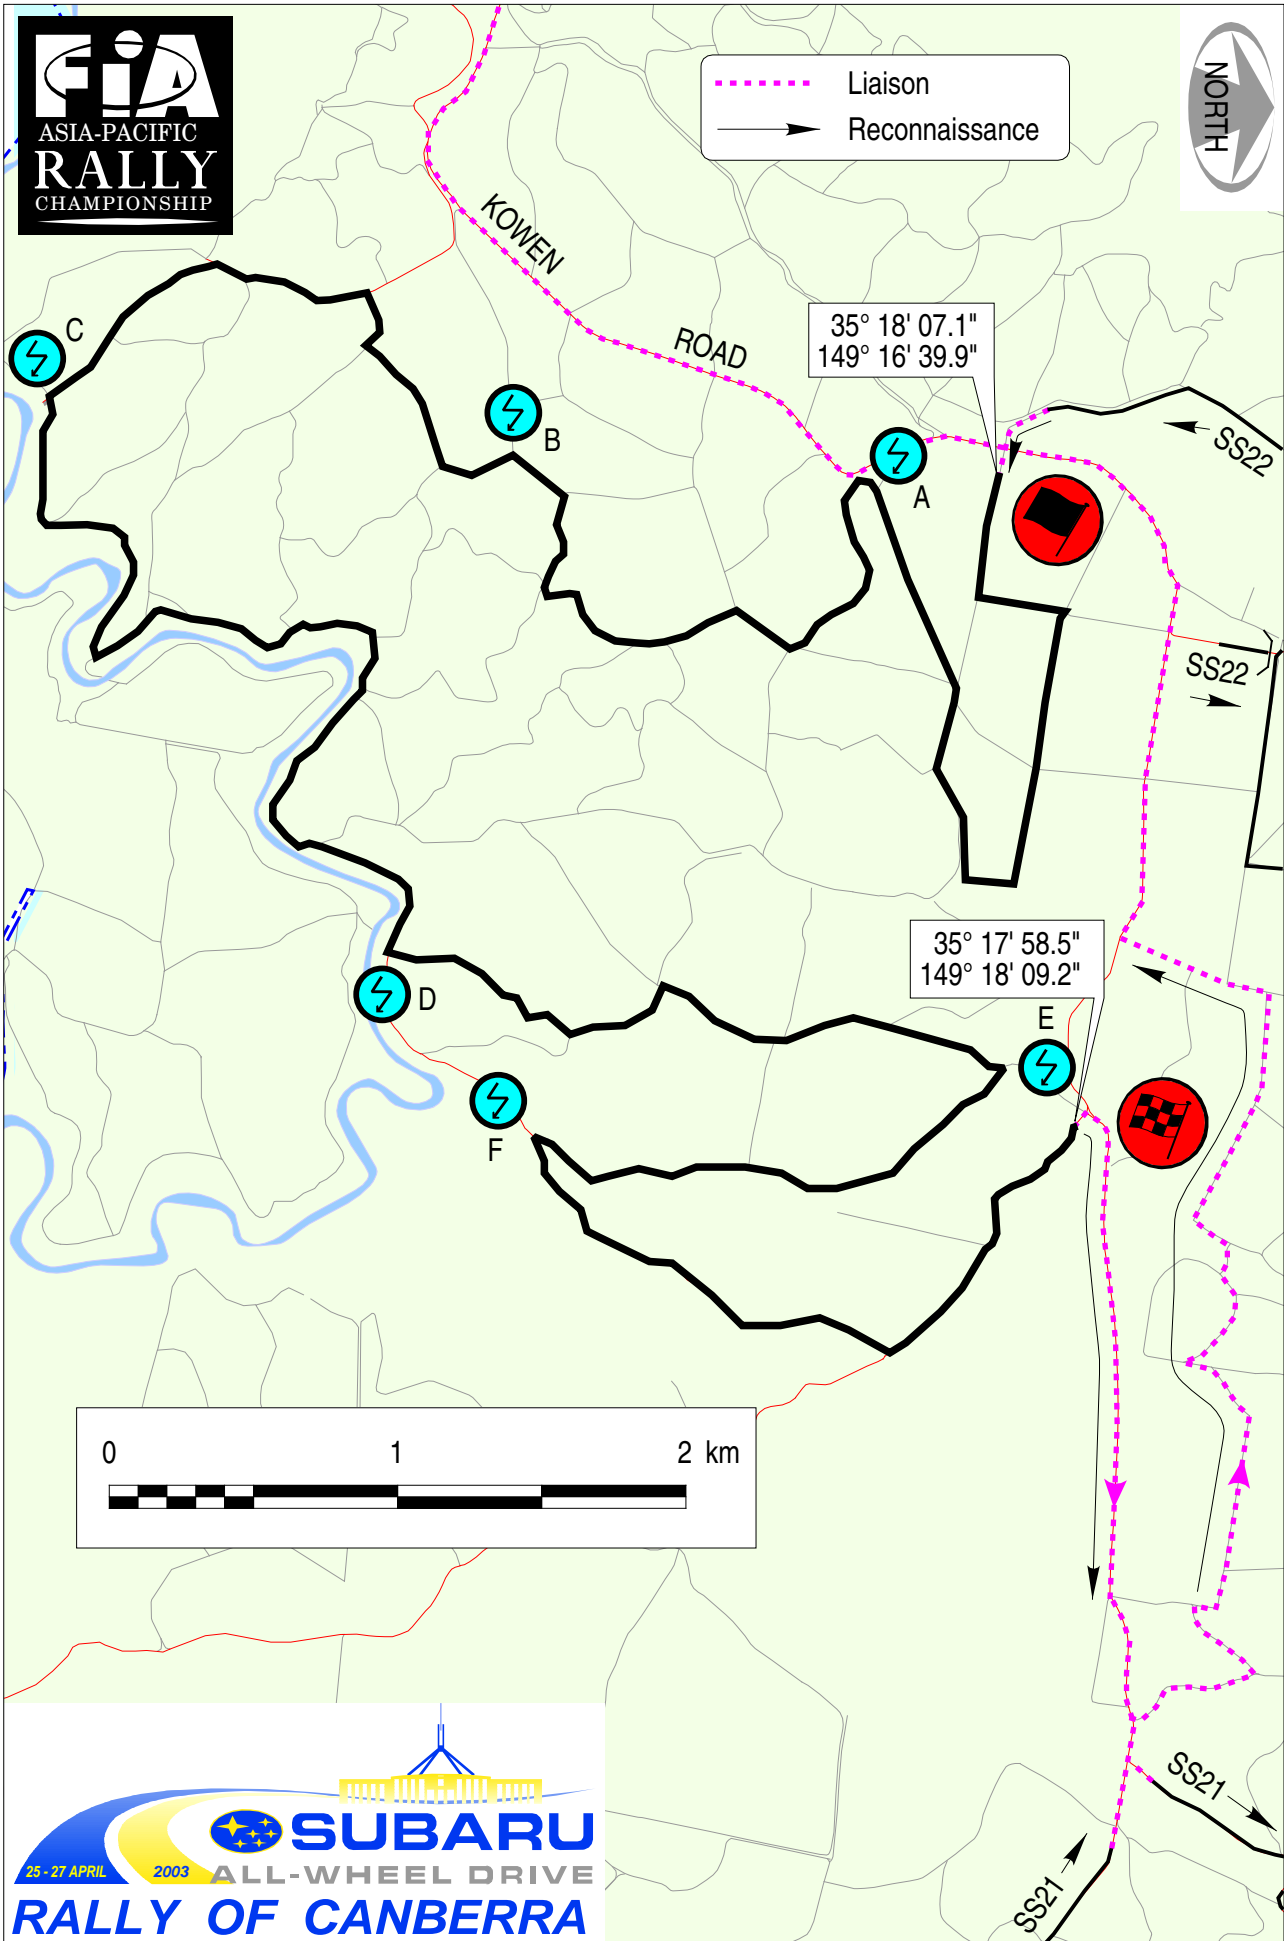 FiA
ASIA-PACIFIC
RALLY
CHAMPIONSHIP
Liaison
Reconnaissance
NORTH
KOWEN
ROAD
35° 18' 07.1"
149° 16' 39.9"
C
B
A
SS22
SS22
35° 17' 58.5"
149° 18' 09.2"
E
D
F
0 1 2 km
SS21
SS21
SUBARU
25 - 27 APRIL 2003 ALL-WHEEL DRIVE
RALLY OF CANBERRA